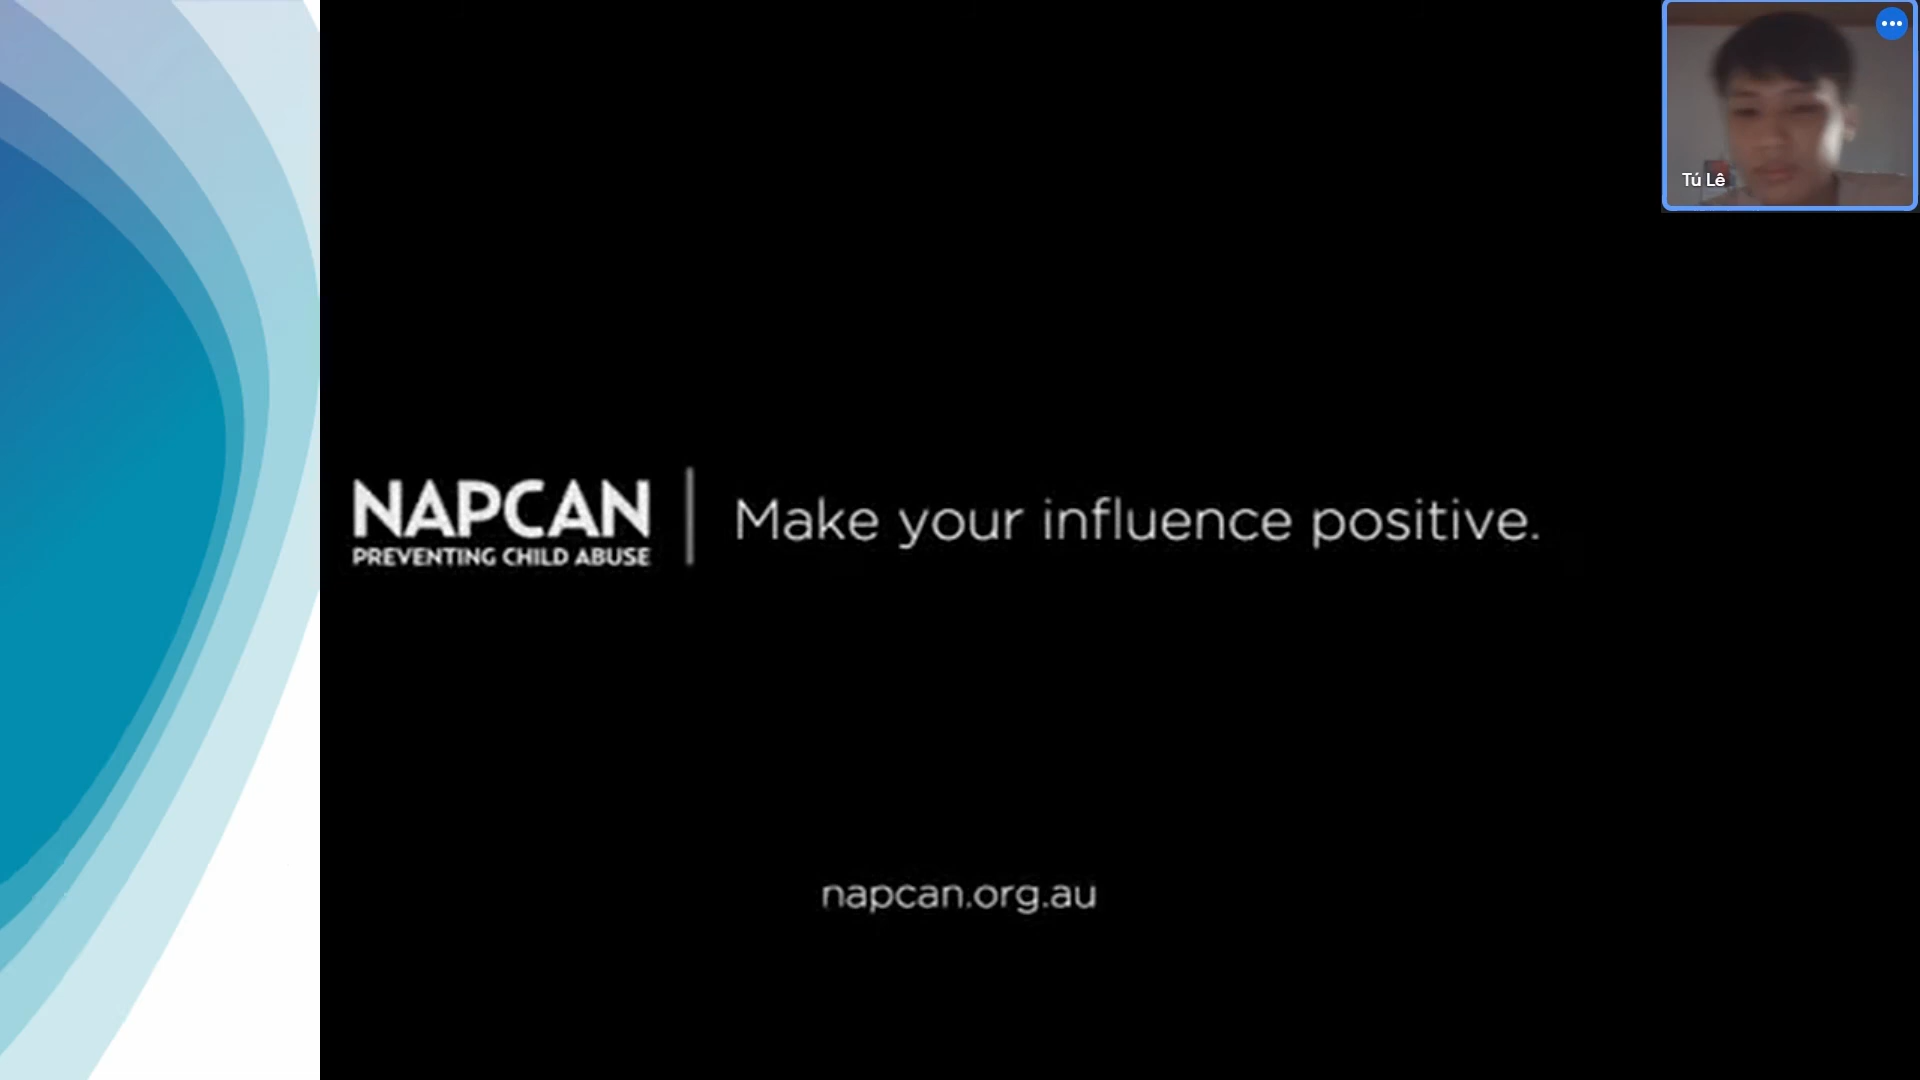 NAPCAN
PREVENTING CHILD ABUSE
Make your influence positive.
napcan.org.au
Tú Lê